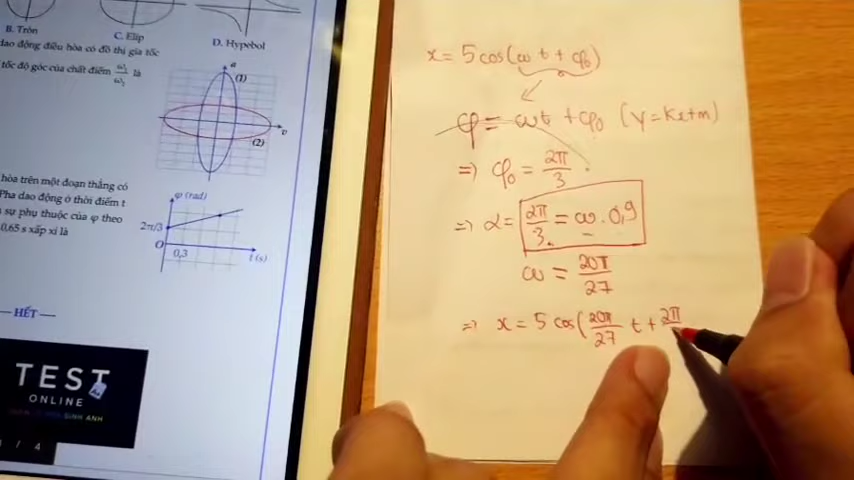 B. Tròn
C. Elip
D. Hypebol
dao động điều hòa có đồ thị gia tốc
tốc độ góc của chất điểm ω₁/ω₂ là
a
(1)
v
(2)
hòa trên một đoạn thẳng có
Pha dao động ở thời điểm t
sự phụ thuộc của φ theo
0,65 s xấp xỉ là
φ (rad)
2π/3
O
0,3
t (s)
HẾT
TEST
ONLINE
/ 4
x = 5 cos(ωt + φ₀)
φ = ωt + φ₀ (y = kx+m)
⇒ φ₀ = 2π/3.
⇒ α = 2π/3 = ω . 0,9
ω = 20π/27
⇒ x = 5 cos(20π/27 t + 2π